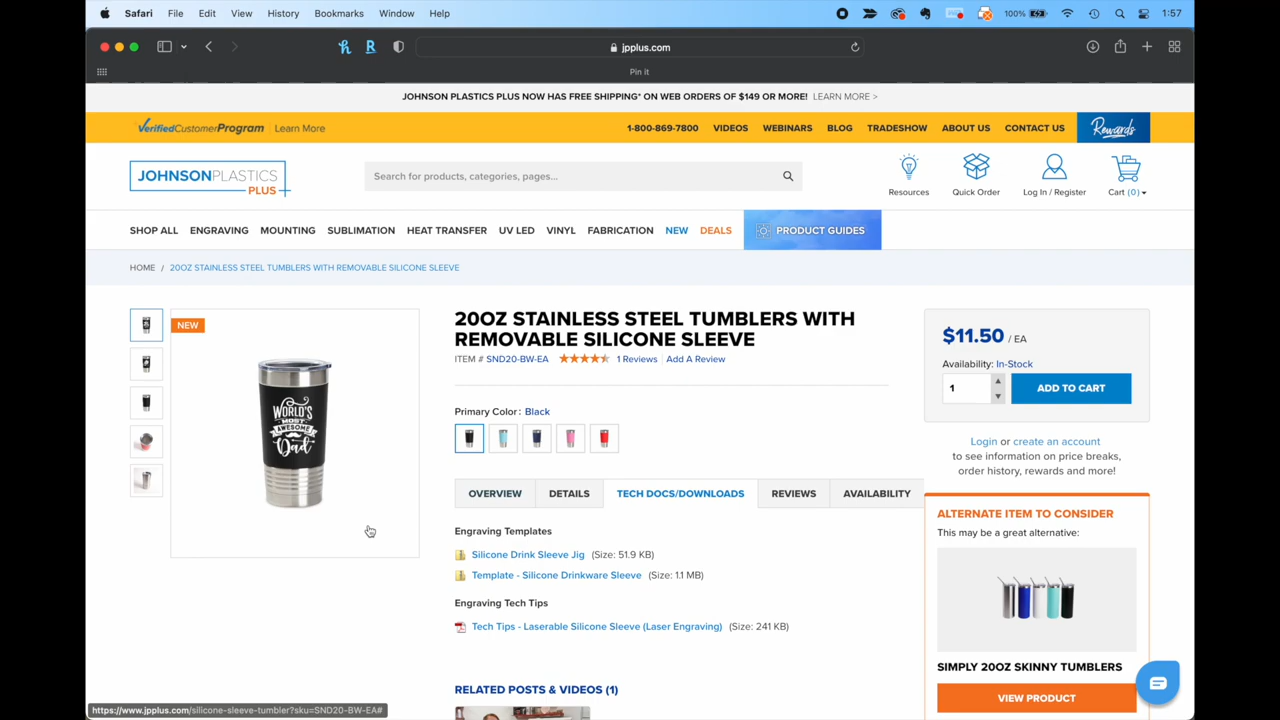 Safari File Edit View History Bookmarks Window Help 100% 1:57
jpplus.com
Pin it
JOHNSON PLASTICS PLUS NOW HAS FREE SHIPPING* ON WEB ORDERS OF $149 OR MORE! LEARN MORE >
VerifiedCustomerProgram | Learn More 1-800-869-7800 VIDEOS WEBINARS BLOG TRADESHOW ABOUT US CONTACT US Rewards
JOHNSONPLASTICS
PLUS
Search for products, categories, pages...
Resources Quick Order Log In / Register Cart (0)
SHOP ALL ENGRAVING MOUNTING SUBLIMATION HEAT TRANSFER UV LED VINYL FABRICATION NEW DEALS PRODUCT GUIDES
HOME / 20OZ STAINLESS STEEL TUMBLERS WITH REMOVABLE SILICONE SLEEVE
NEW
WORLD'S
MOST
AWESOME
Dad
20OZ STAINLESS STEEL TUMBLERS WITH
REMOVABLE SILICONE SLEEVE
ITEM # SND20-BW-EA 1 Reviews Add A Review
Primary Color: Black
OVERVIEW DETAILS TECH DOCS/DOWNLOADS REVIEWS AVAILABILITY
Engraving Templates
Silicone Drink Sleeve Jig (Size: 51.9 KB)
Template - Silicone Drinkware Sleeve (Size: 1.1 MB)
Engraving Tech Tips
Tech Tips - Laserable Silicone Sleeve (Laser Engraving) (Size: 241 KB)
RELATED POSTS & VIDEOS (1)
$11.50 / EA
Availability: In-Stock
1 ADD TO CART
Login or create an account
to see information on price breaks,
order history, rewards and more!
ALTERNATE ITEM TO CONSIDER
This may be a great alternative:
SIMPLY 20OZ SKINNY TUMBLERS
VIEW PRODUCT
https://www.jpplus.com/silicone-sleeve-tumbler?sku=SND20-BW-EA#